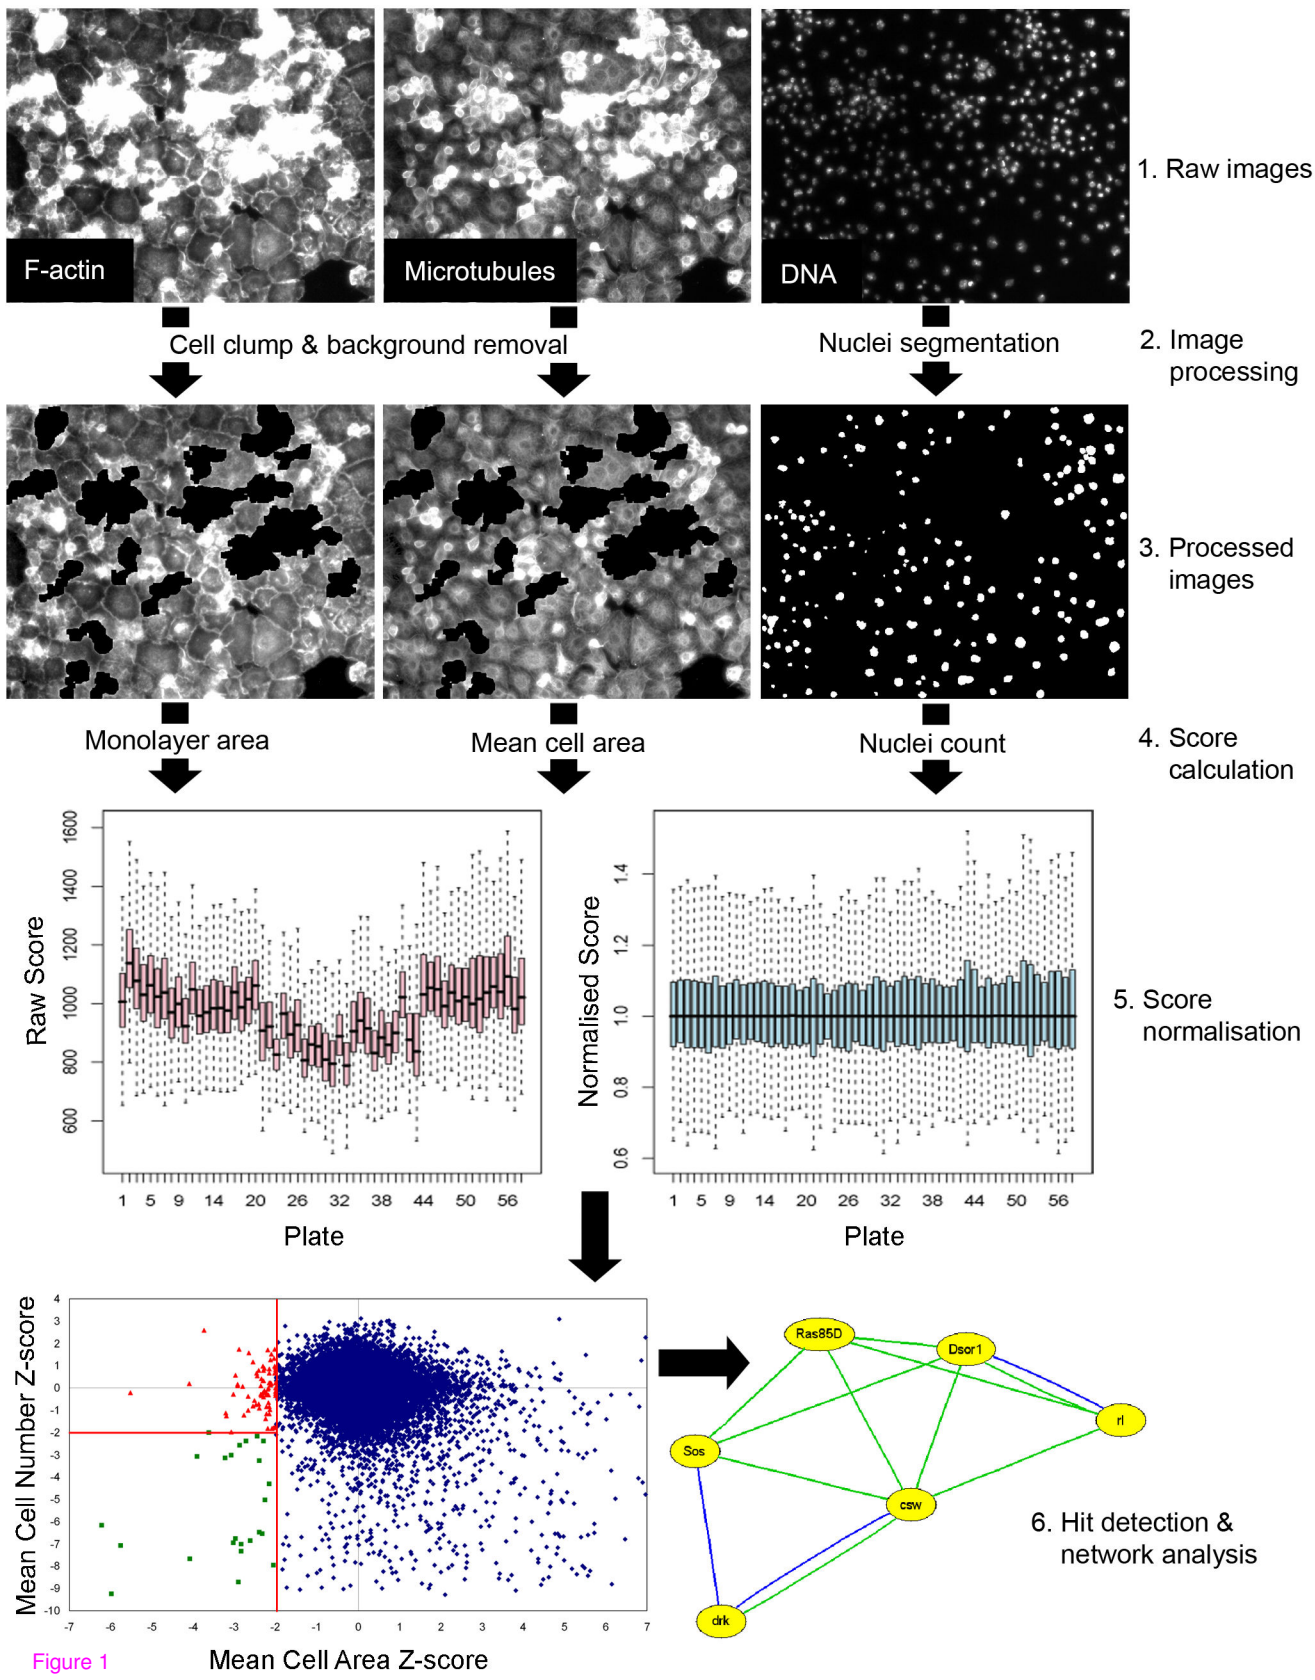 F-actin
Microtubules
DNA
1. Raw images
Cell clump & background removal
Nuclei segmentation
2. Image
processing
3. Processed
images
Monolayer area
Mean cell area
Nuclei count
4. Score
calculation
Raw Score
1600
1400
1200
1000
800
600
1 5 9 14 20 26 32 38 44 50 56
Plate
Normalised Score
1.4
1.2
1.0
0.8
0.6
1 5 9 14 20 26 32 38 44 50 56
Plate
5. Score
normalisation
Mean Cell Number Z-score
4
3
2
1
0
-1
-2
-3
-4
-5
-6
-7
-8
-9
-10
-7 -6 -5 -4 -3 -2 -1 0 1 2 3 4 5 6 7
Mean Cell Area Z-score
Ras85D
Dsor1
rl
Sos
csw
drk
6. Hit detection &
network analysis
Figure 1